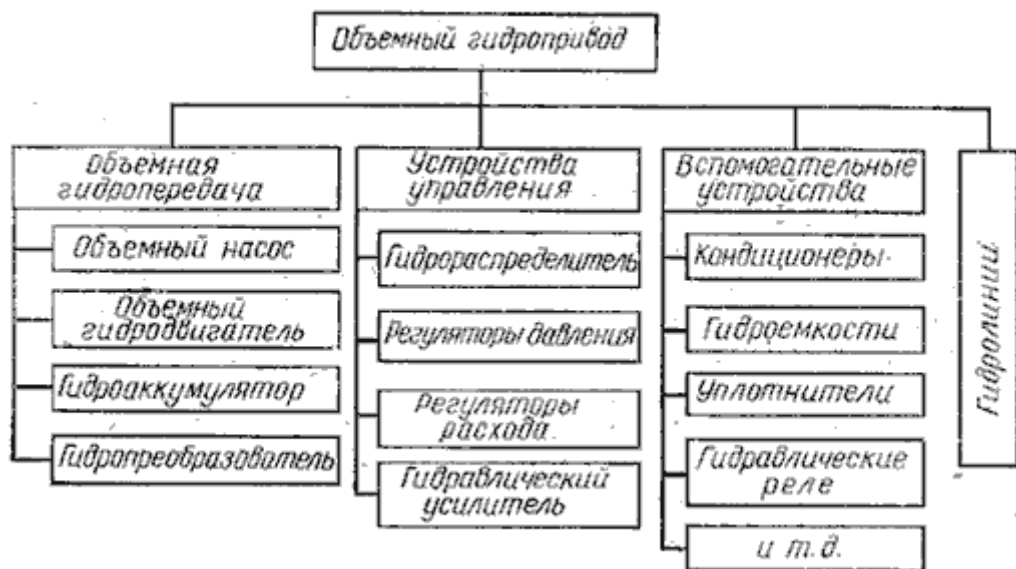 Объемный гидропривод
Объемная
гидропередача
Объемный насос
Объемный
гидродвигатель
Гидроаккумулятор
Гидропреобразователь
Устройства
управления
Гидрораспределитель
Регуляторы давления
Регуляторы
расхода
Гидравлический
усилитель
Вспомогательные
устройства
Кондиционеры
Гидроемкости
Уплотнители
Гидравлические
реле
и т.д.
Гидролиний